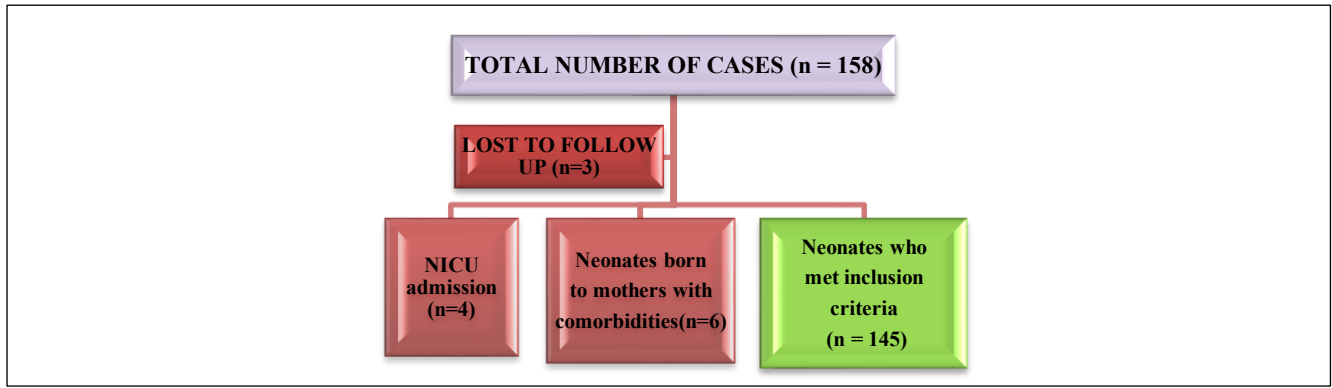 TOTAL NUMBER OF CASES (n = 158)
LOST TO FOLLOW
UP (n=3)
NICU
admission
(n=4)
Neonates born
to mothers with
comorbidities(n=6)
Neonates who
met inclusion
criteria
(n = 145)